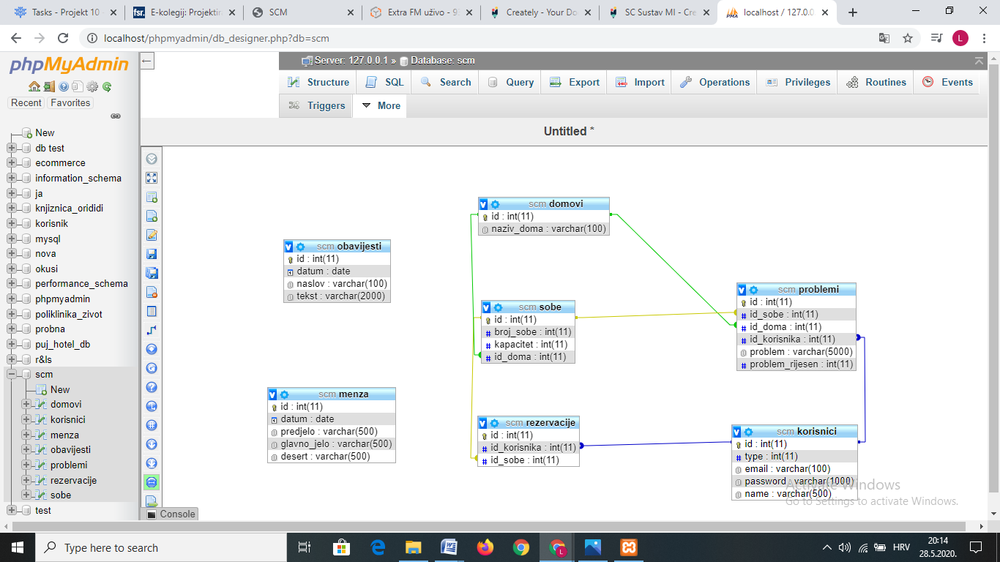 Tasks - Projekt 10 -
E-kolegij: Projektin
SCM
Extra FM uživo - 9
Creately - Your Do
SC Sustav MI - Cre
localhost / 127.0.0
localhost/phpmyadmin/db_designer.php?db=scm
L
phpMyAdmin
Recent
Favorites
New
db test
ecommerce
information_schema
ja
knjiznica_orididi
korisnik
mysql
nova
okusi
performance_schema
phpmyadmin
poliklinika_zivot
probna
puj_hotel_db
r&ls
scm
New
domovi
korisnici
menza
obavijesti
problemi
rezervacije
sobe
test
Server: 127.0.0.1 » Database: scm
Structure
SQL
Search
Query
Export
Import
Operations
Privileges
Routines
Events
Triggers
More
Untitled *
scm domovi
id : int(11)
naziv_doma : varchar(100)
scm obavijesti
id : int(11)
datum : date
naslov : varchar(100)
tekst : varchar(2000)
scm problemi
id : int(11)
id_sobe : int(11)
id_doma : int(11)
id_korisnika : int(11)
problem : varchar(5000)
problem_rijesen : int(11)
scm sobe
id : int(11)
broj_sobe : int(11)
kapacitet : int(11)
id_doma : int(11)
scm menza
id : int(11)
datum : date
predjelo : varchar(500)
glavno_jelo : varchar(500)
desert : varchar(500)
scm rezervacije
id : int(11)
id_korisnika : int(11)
id_sobe : int(11)
scm korisnici
id : int(11)
type : int(11)
email : varchar(100)
password : varchar(1000)
name : varchar(500)
Activate Windows
Go to Settings to activate Windows.
Console
Type here to search
HRV
20:14
28.5.2020.